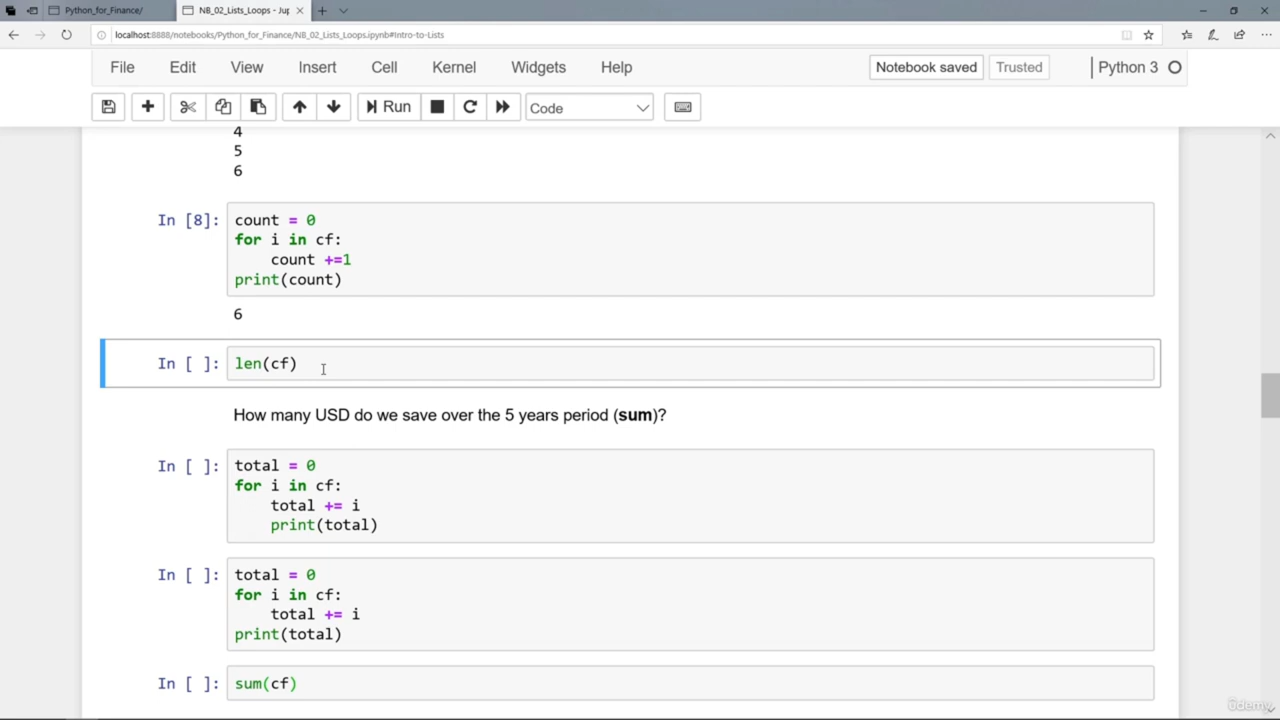 Python_for_Finance/
NB_02_Lists_Loops - Jup
localhost:8888/notebooks/Python_for_Finance/NB_02_Lists_Loops.ipynb#Intro-to-Lists
File Edit View Insert Cell Kernel Widgets Help Notebook saved Trusted Python 3
Run Code
4
5
6
In [8]: count = 0
for i in cf:
    count +=1
print(count)
6
In [ ]: len(cf)
How many USD do we save over the 5 years period (sum)?
In [ ]: total = 0
for i in cf:
    total += i
    print(total)
In [ ]: total = 0
for i in cf:
    total += i
print(total)
In [ ]: sum(cf)
ûdemy